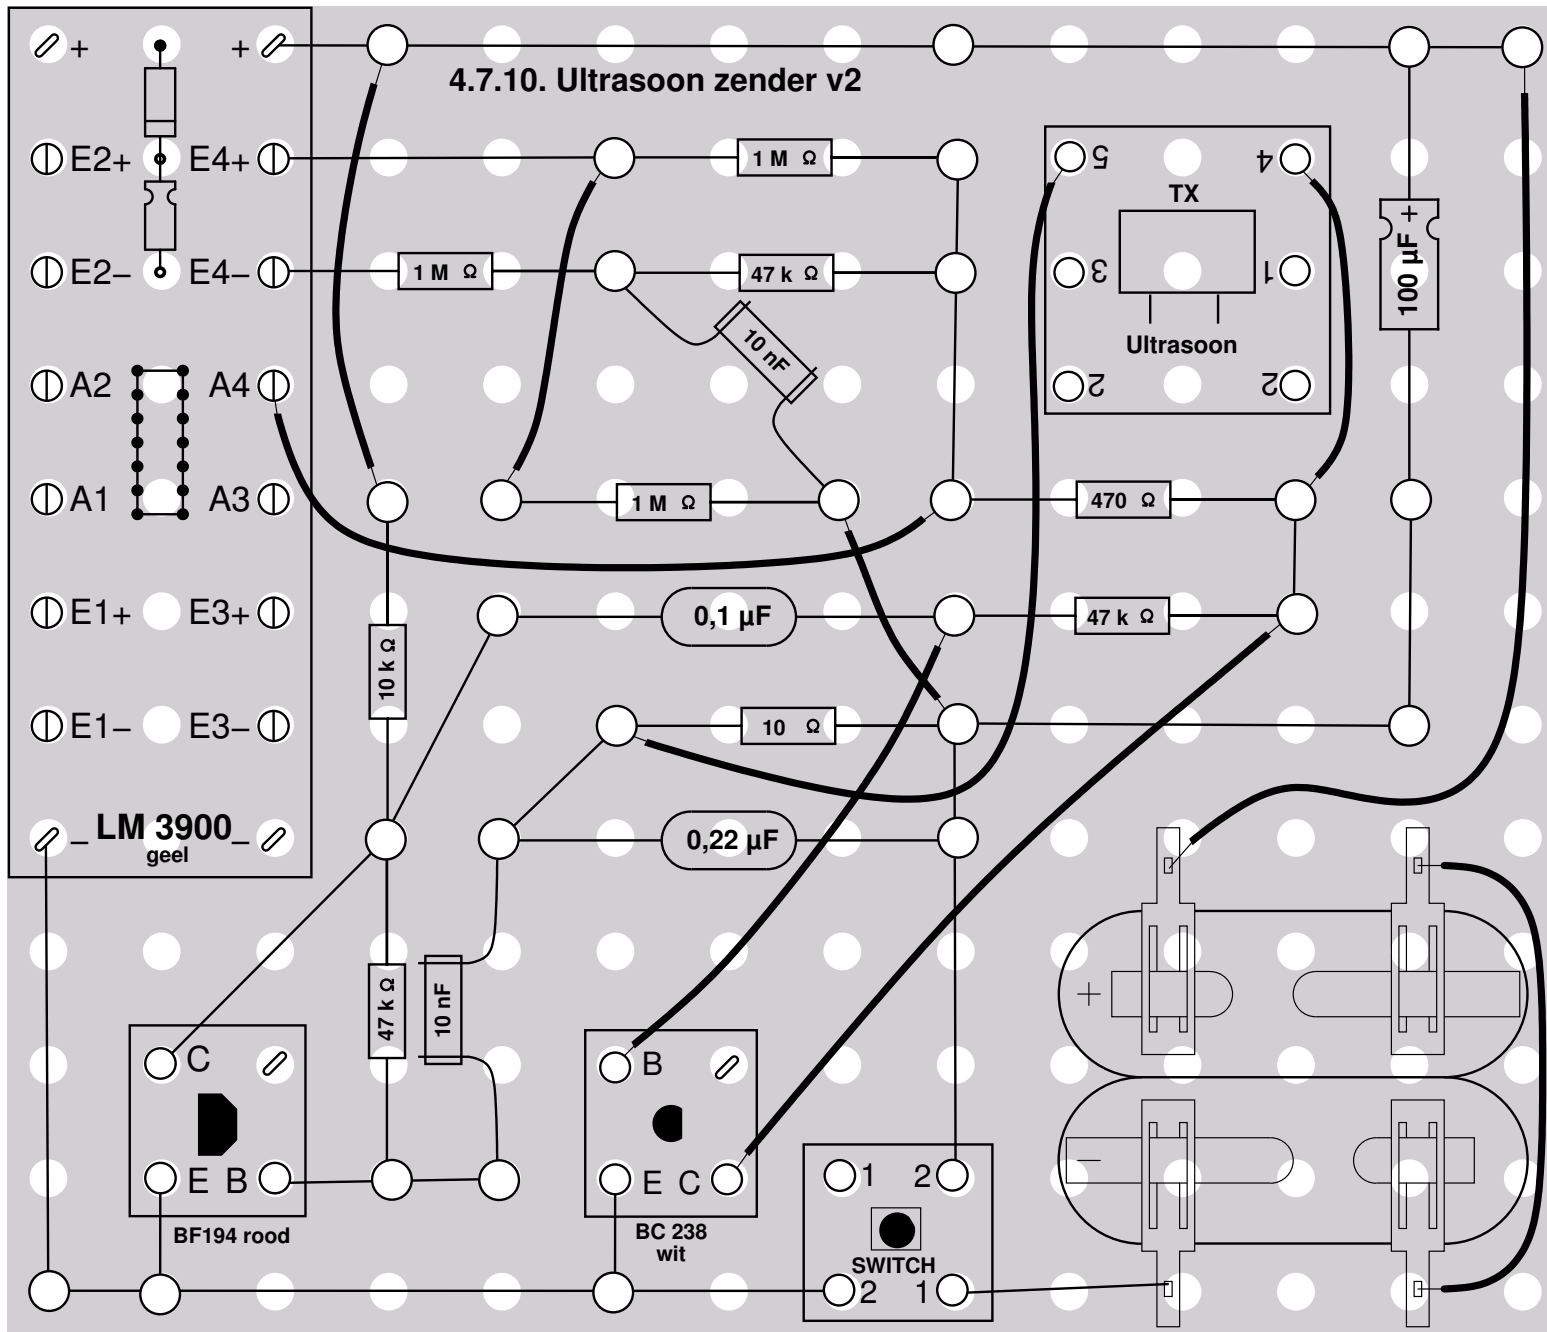 + +
4.7.10. Ultrasoon zender v2
E2+ E4+
1 M Ω
5 4
TX
E2– E4–
1 M Ω
47 k Ω
3 1
100 µF +
10 nF
Ultrasoon
A2 A4
2 2
A1 A3
1 M Ω
470 Ω
E1+ E3+
0,1 µF
47 k Ω
10 k Ω
E1– E3–
10 Ω
– LM 3900 –
geel
0,22 µF
47 k Ω
10 nF
+
C
B
E B
E C
1 2
–
BF194 rood
BC 238
wit
SWITCH
2 1